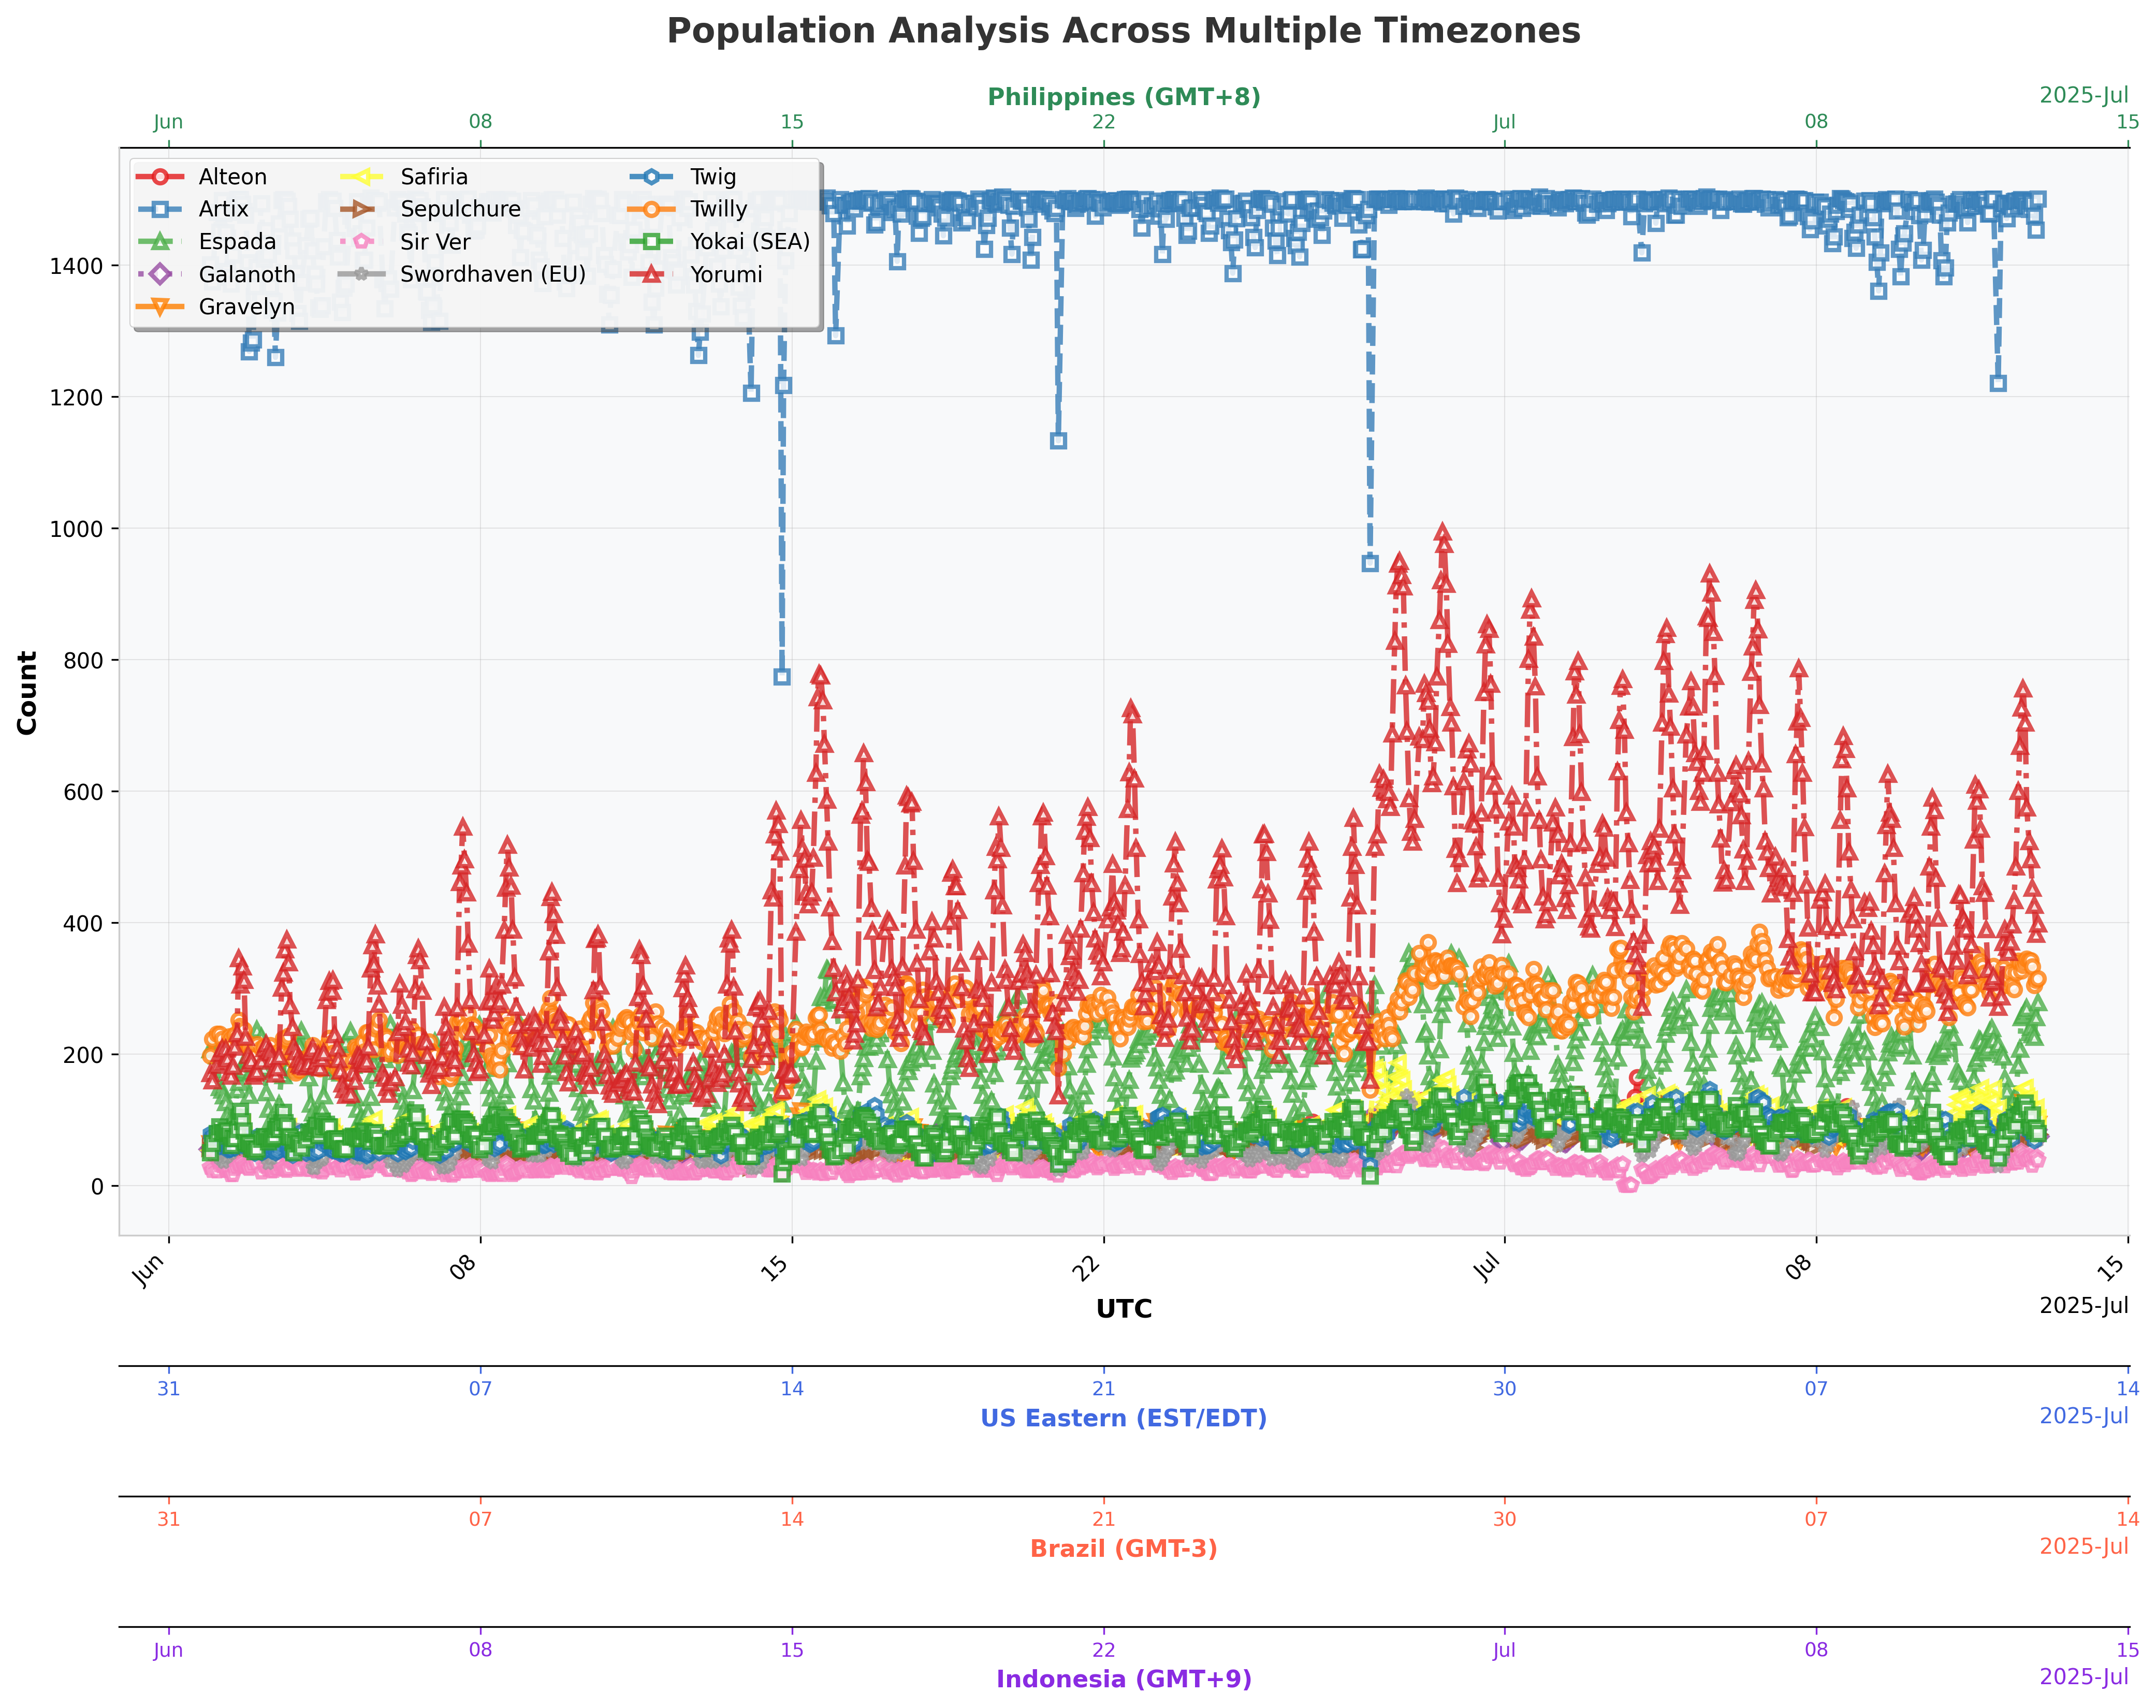 Population Analysis Across Multiple Timezones
Philippines (GMT+8)
2025-Jul
Jun 08 15 22 Jul 08 15
Alteon Safiria Twig
Artix Sepulchure Twilly
Espada Sir Ver Yokai (SEA)
Galanoth Swordhaven (EU) Yorumi
Gravelyn
1400
1200
1000
800
600
400
200
0
Count
Jun 08 15 22 Jul 08 15
UTC
2025-Jul
31 07 14 21 30 07 14
US Eastern (EST/EDT)
2025-Jul
31 07 14 21 30 07 14
Brazil (GMT-3)
2025-Jul
Jun 08 15 22 Jul 08 15
Indonesia (GMT+9)
2025-Jul